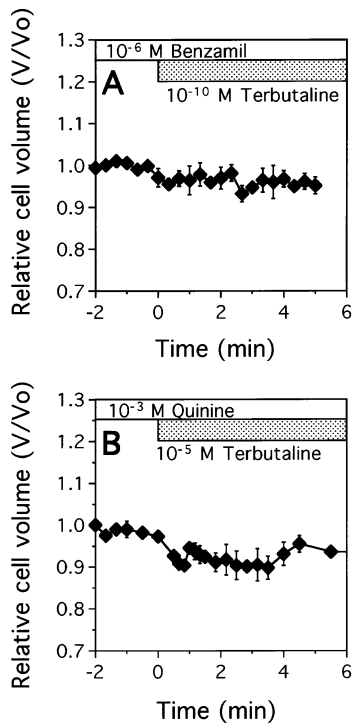 1.3
10⁻⁶ M Benzamil
A
10⁻¹⁰ M Terbutaline
1.2
1.1
1.0
0.9
0.8
0.7
Relative cell volume (V/Vo)
-2 0 2 4 6
Time (min)
1.3
10⁻³ M Quinine
B
10⁻⁵ M Terbutaline
1.2
1.1
1.0
0.9
0.8
0.7
Relative cell volume (V/Vo)
-2 0 2 4 6
Time (min)